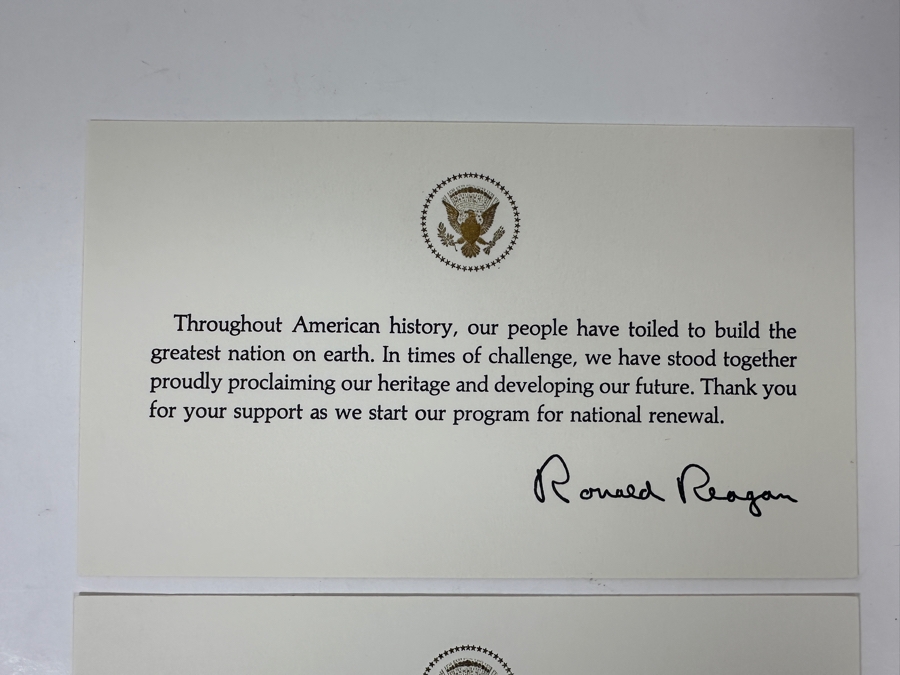 Throughout American history, our people have toiled to build the
greatest nation on earth. In times of challenge, we have stood together
proudly proclaiming our heritage and developing our future. Thank you
for your support as we start our program for national renewal.
Ronald Reagan